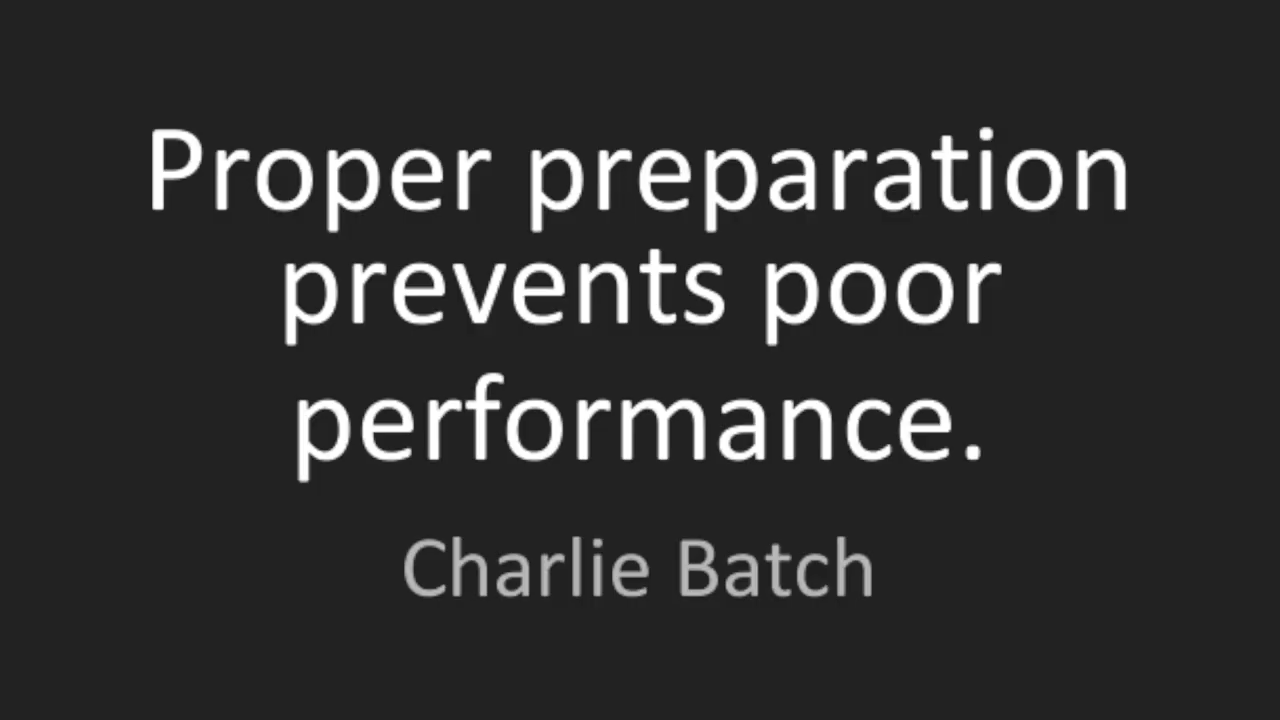 Proper preparation
prevents poor
performance.
Charlie Batch